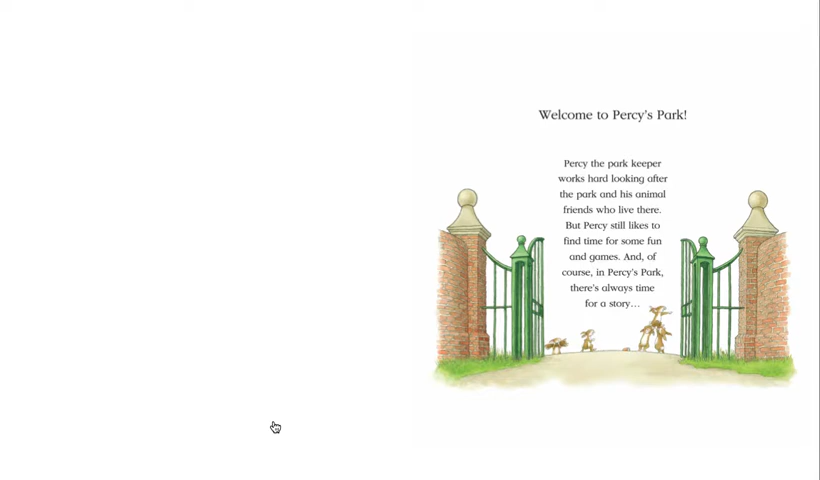 Welcome to Percy's Park!
Percy the park keeper
works hard looking after
the park and his animal
friends who live there.
But Percy still likes to
find time for some fun
and games. And, of
course, in Percy's Park,
there's always time
for a story...